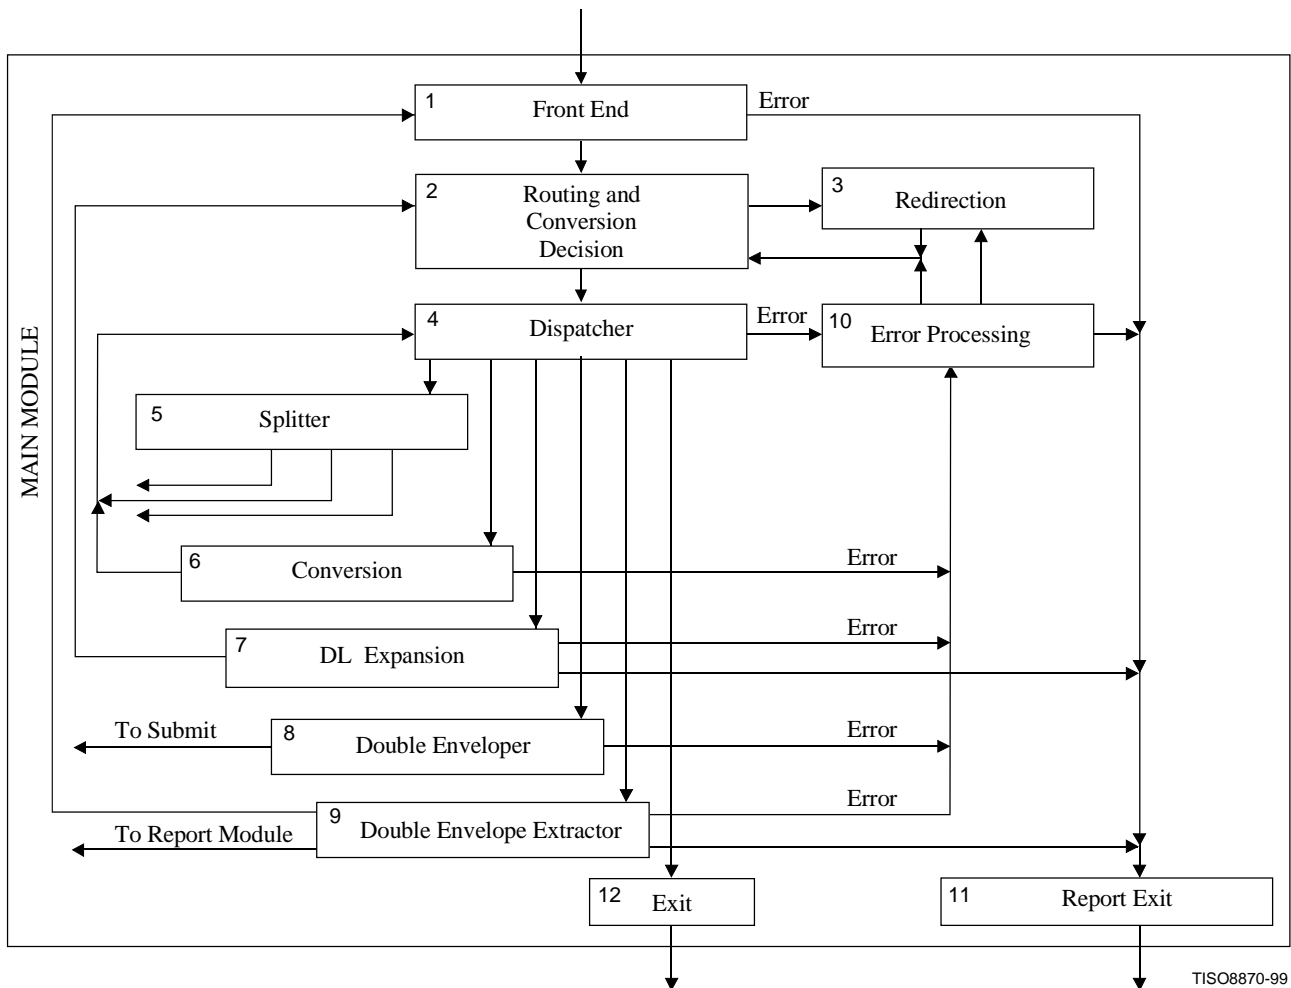 1
Front End
Error
2
Routing and
Conversion
Decision
3
Redirection
4
Dispatcher
Error
10
Error Processing
MAIN MODULE
5
Splitter
6
Conversion
Error
7
DL Expansion
Error
To Submit
8
Double Enveloper
Error
To Report Module
9
Double Envelope Extractor
Error
12
Exit
11
Report Exit
TISO8870-99